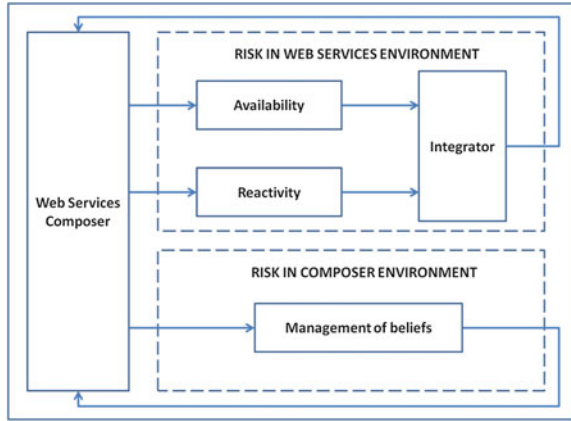 RISK IN WEB SERVICES ENVIRONMENT
Availability
Integrator
Reactivity
Web Services
Composer
RISK IN COMPOSER ENVIRONMENT
Management of beliefs